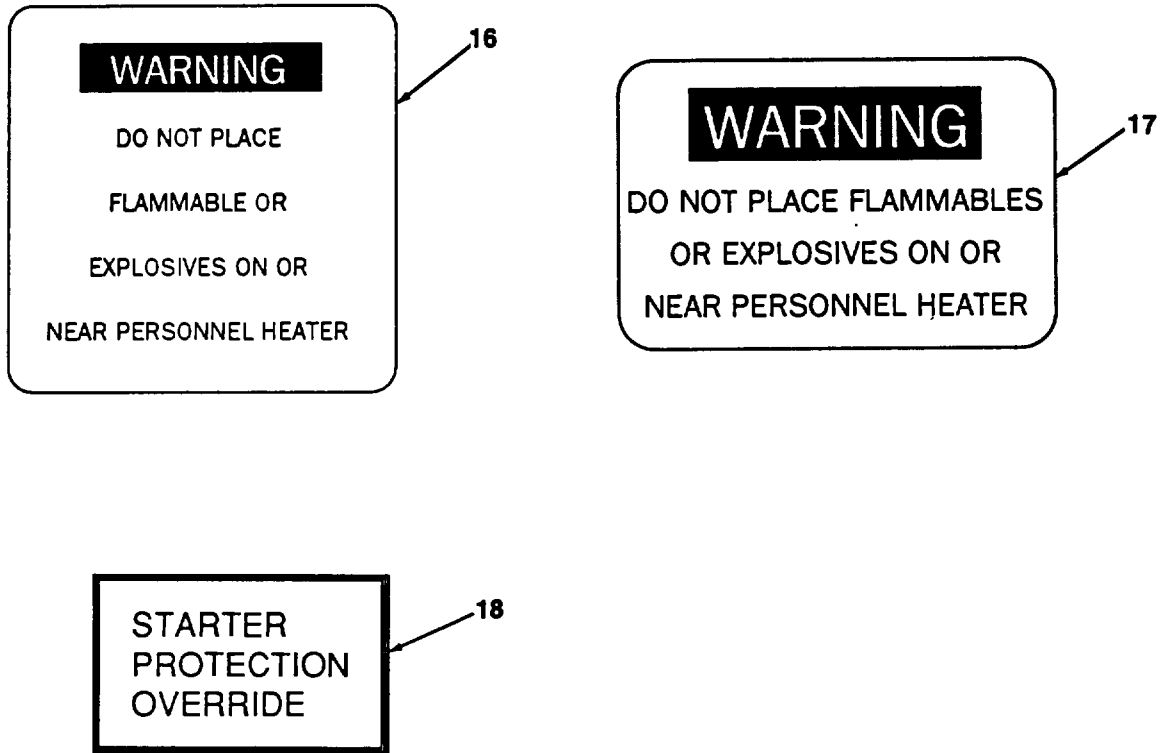 16
WARNING
DO NOT PLACE
FLAMMABLE OR
EXPLOSIVES ON OR
NEAR PERSONNEL HEATER
17
WARNING
DO NOT PLACE FLAMMABLES
OR EXPLOSIVES ON OR
NEAR PERSONNEL HEATER
18
STARTER
PROTECTION
OVERRIDE